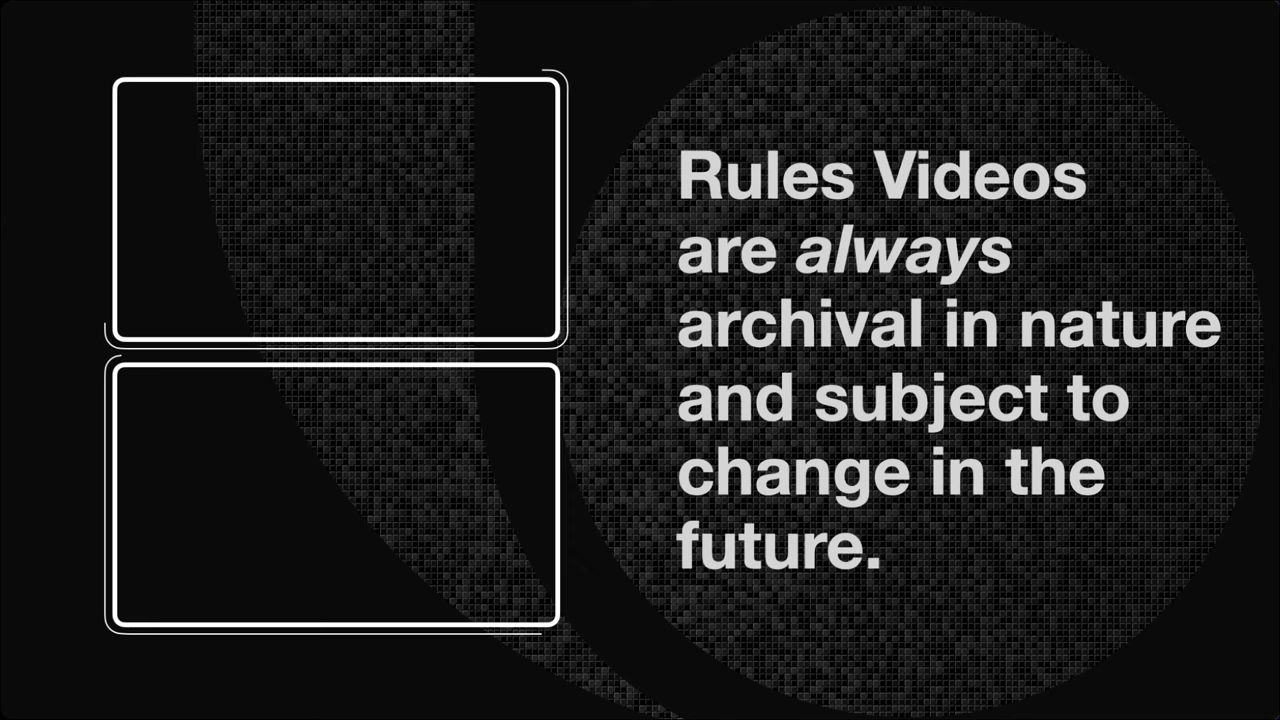 Rules Videos
are always
archival in nature
and subject to
change in the
future.